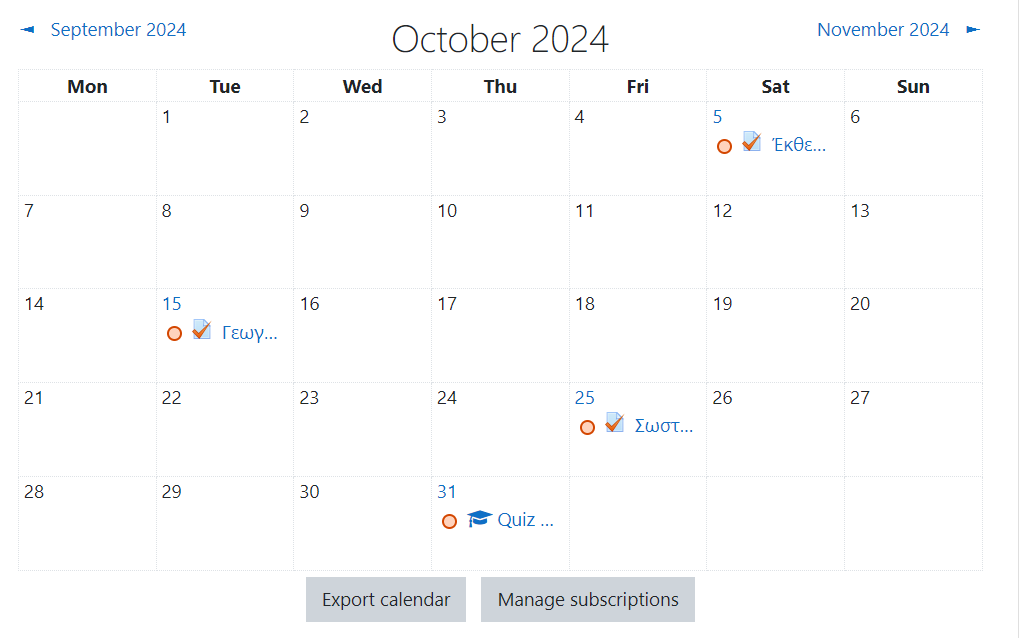 ◄ September 2024 October 2024 November 2024 ►
Mon Tue Wed Thu Fri Sat Sun
1 2 3 4 5 6
Έκθε...
7 8 9 10 11 12 13
14 15 16 17 18 19 20
Γεωγ...
21 22 23 24 25 26 27
Σωστ...
28 29 30 31
Quiz ...
Export calendar Manage subscriptions